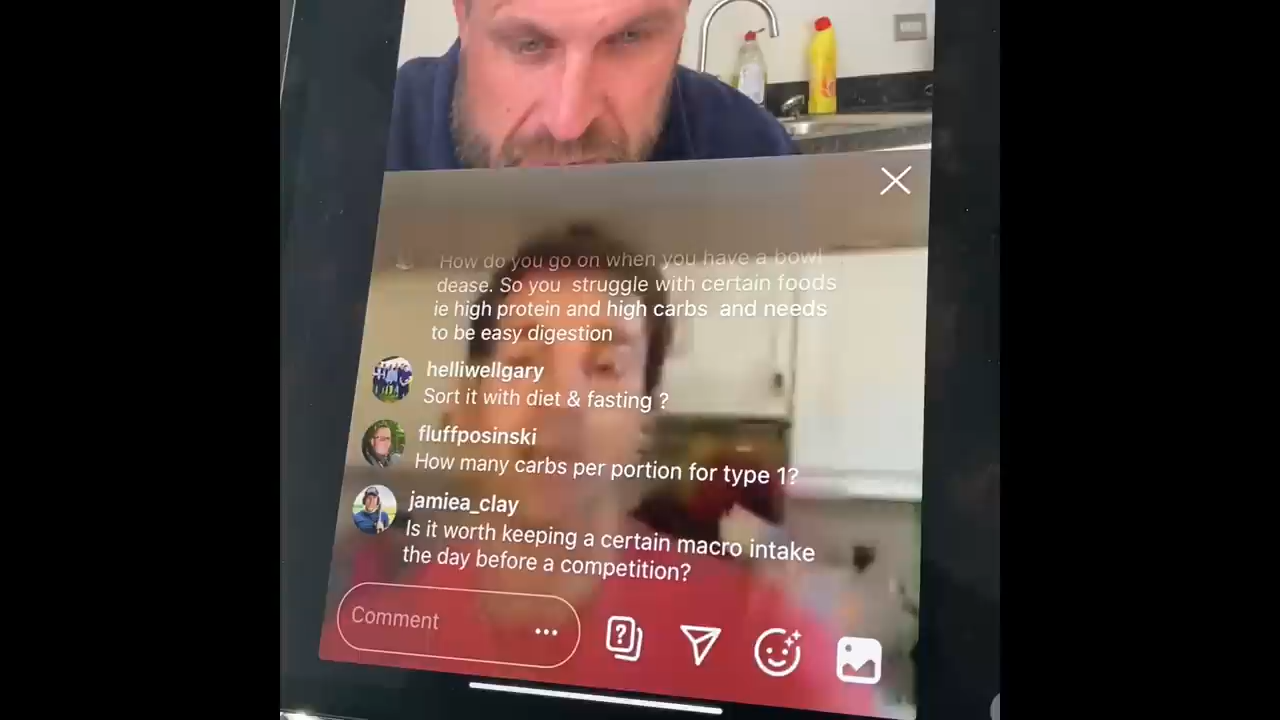 How do you go on when you have a bowl
dease. So you struggle with certain foods
ie high protein and high carbs and needs
to be easy digestion
helliwellgary
Sort it with diet & fasting ?
fluffposinski
How many carbs per portion for type 1?
jamiea_clay
Is it worth keeping a certain macro intake
the day before a competition?
Comment